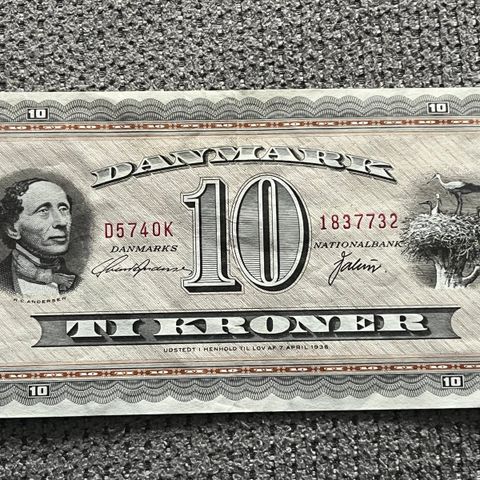 10 10
DANMARK
10
D5740K 1837732
DANMARKS NATIONALBANK
H.C. ANDERSEN
TI KRONER
UDSTEDT I HENHOLD TIL LOV AF 7. APRIL 1936
10 10